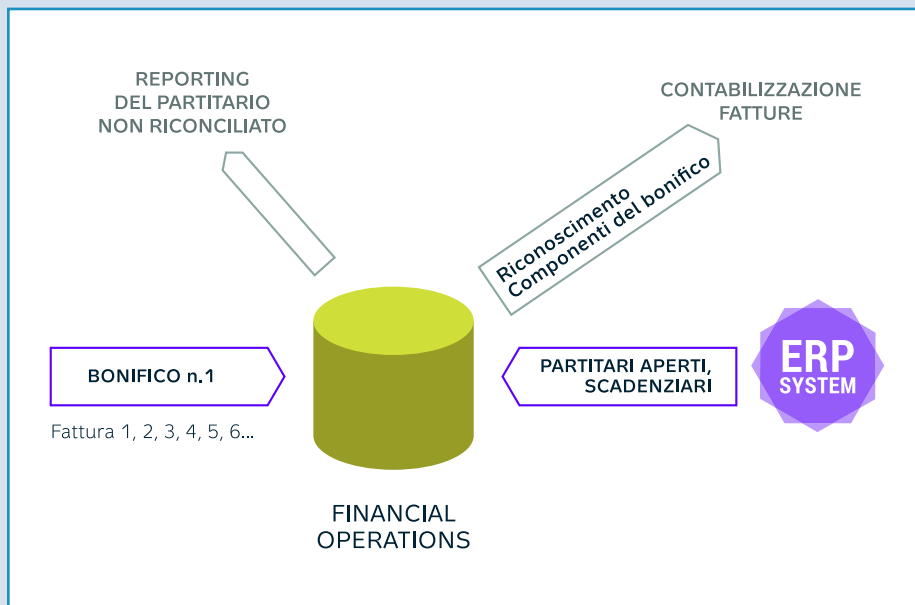 REPORTING
DEL PARTITARIO
NON RICONCILIATO
CONTABILIZZAZIONE
FATTURE
Riconoscimento
Componenti del bonifico
BONIFICO n.1
Fattura 1, 2, 3, 4, 5, 6...
PARTITARI APERTI,
SCADENZIARI
ERP
SYSTEM
FINANCIAL
OPERATIONS